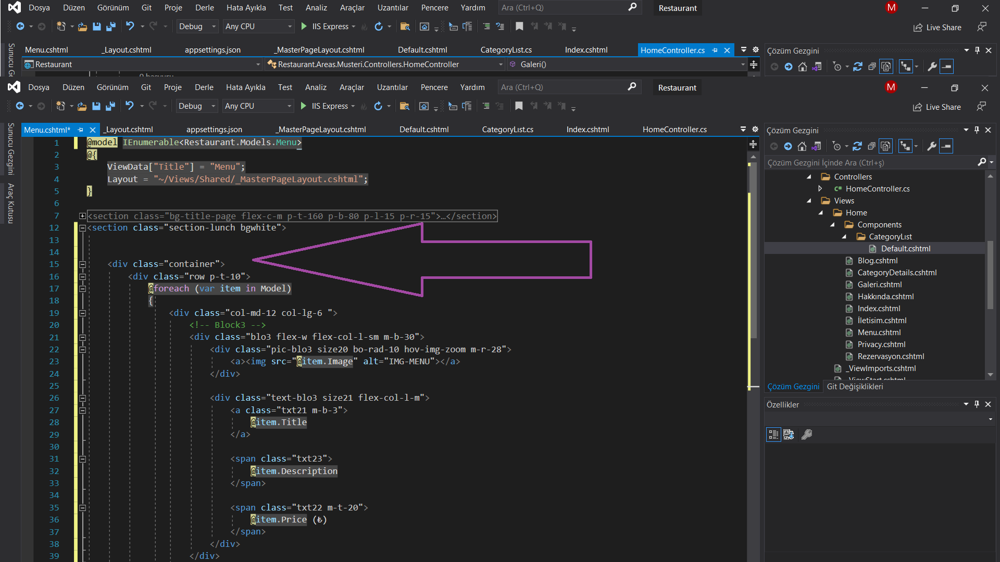 Dosya Düzen Görünüm Git Proje Derle Hata Ayıkla Test Analiz Araçlar Uzantılar Pencere Yardım Ara (Ctrl+Q) Restaurant M
Debug Any CPU IIS Express Live Share
Sunucu Ge
Menu.cshtml _Layout.cshtml appsettings.json _MasterPageLayout.cshtml Default.cshtml CategoryLıst.cs Index.cshtml HomeController.cs Çözüm Gezgini
Restaurant Restaurant.Areas.Musteri.Controllers.HomeController Galeri()
0 başvuru
Dosya Düzen Görünüm Git Proje Derle Hata Ayıkla Test Analiz Araçlar Uzantılar Pencere Yardım Ara (Ctrl+Q) Restaurant M
Debug Any CPU IIS Express Live Share
Sunucu Gezgini
Araç Kutusu
Menu.cshtml* _Layout.cshtml appsettings.json _MasterPageLayout.cshtml Default.cshtml CategoryLıst.cs Index.cshtml HomeController.cs
1 @model IEnumerable<Restaurant.Models.Menu>
2 @{
3 ViewData["Title"] = "Menu";
4 Layout = "~/Views/Shared/_MasterPageLayout.cshtml";
5 }
6
7 <section class="bg-title-page flex-c-m p-t-160 p-b-80 p-l-15 p-r-15">…</section>
12 <section class="section-lunch bgwhite">
13
14
15 <div class="container">
16 <div class="row p-t-10">
17 @foreach (var item in Model)
18 {
19 <div class="col-md-12 col-lg-6 ">
20 <!-- Block3 -->
21 <div class="blo3 flex-w flex-col-l-sm m-b-30">
22 <div class="pic-blo3 size20 bo-rad-10 hov-img-zoom m-r-28">
23 <a><img src="@item.Image" alt="IMG-MENU"></a>
24 </div>
25
26 <div class="text-blo3 size21 flex-col-l-m">
27 <a class="txt21 m-b-3">
28 @item.Title
29 </a>
30
31 <span class="txt23">
32 @item.Description
33 </span>
34
35 <span class="txt22 m-t-20">
36 @item.Price (₺)
37 </span>
38 </div>
39 </div>
Çözüm Gezgini
Çözüm Gezgini İçinde Ara (Ctrl+ş)
Controllers
C# HomeController.cs
Views
Home
Components
CategoryLıst
Default.cshtml
Blog.cshtml
CategoryDetails.cshtml
Galeri.cshtml
Hakkında.cshtml
Index.cshtml
İletisim.cshtml
Menu.cshtml
Privacy.cshtml
Rezervasyon.cshtml
_ViewImports.cshtml
_ViewStart.cshtml
Çözüm Gezgini Git Değişiklikleri
Özellikler